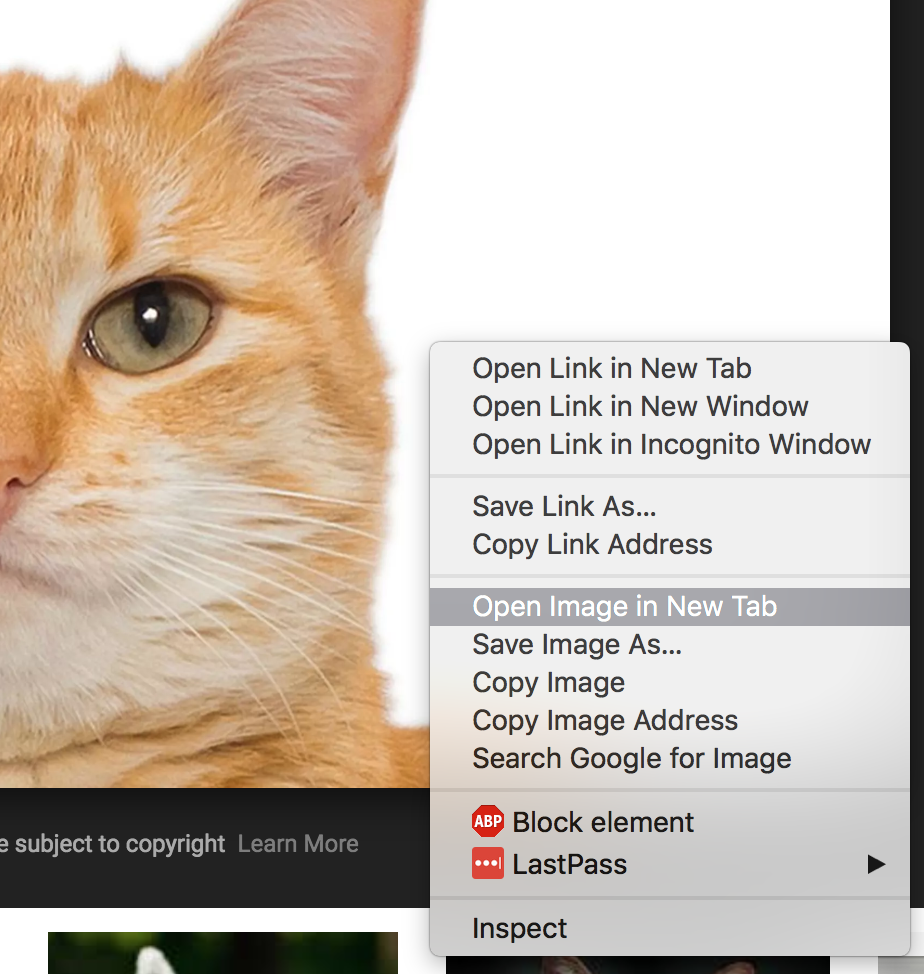 Open Link in New Tab
Open Link in New Window
Open Link in Incognito Window
Save Link As...
Copy Link Address
Open Image in New Tab
Save Image As...
Copy Image
Copy Image Address
Search Google for Image
ABP Block element
LastPass
Inspect
subject to copyright Learn More